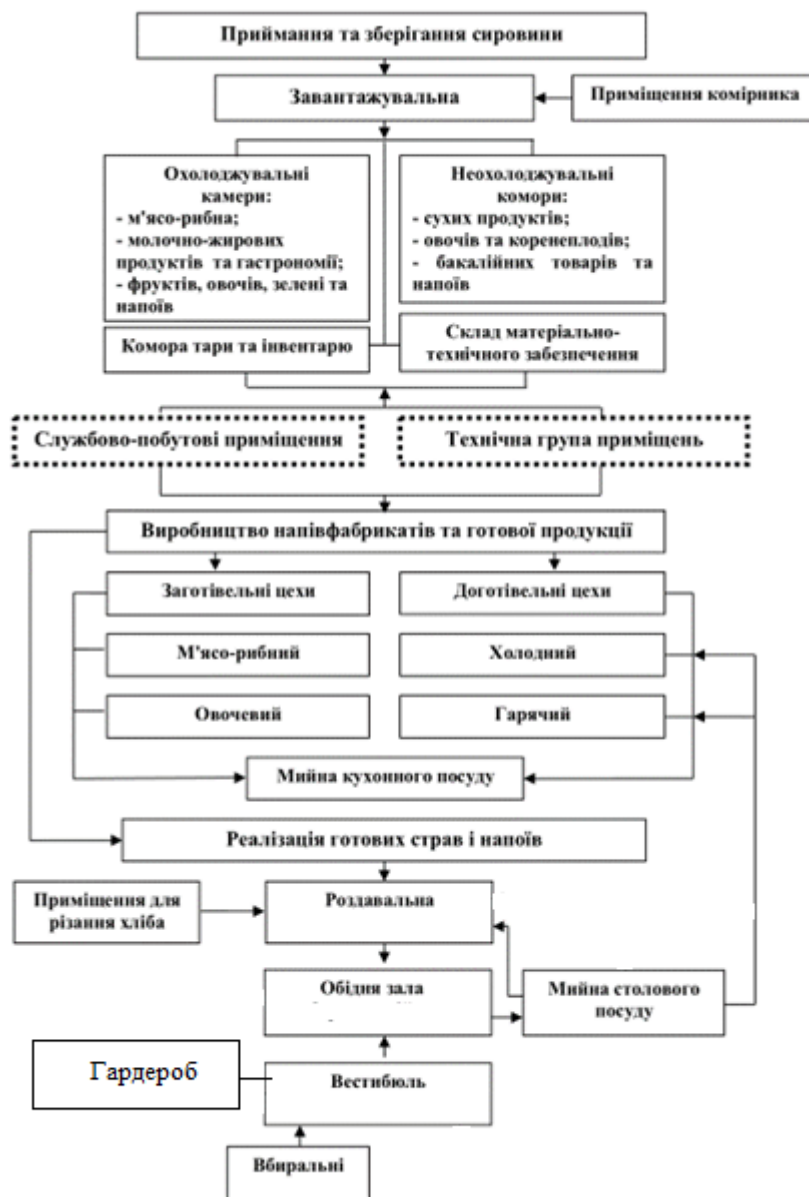 Приймання та зберігання сировини
Завантажувальна
Приміщення комірника
Охолоджувальні
камери:
- м'ясо-рибна;
- молочно-жирових
продуктів та гастрономії;
- фруктів, овочів, зелені та
напоїв
Неохолоджувальні
комори:
- сухих продуктів;
- овочів та коренеплодів;
- бакалійних товарів та
напоїв
Комора тари та інвентарю
Склад матеріально-
технічного забезпечення
Службово-побутові приміщення
Технічна група приміщень
Виробництво напівфабрикатів та готової продукції
Заготівельні цехи
Доготівельні цехи
М'ясо-рибний
Холодний
Овочевий
Гарячий
Мийна кухонного посуду
Реалізація готових страв і напоїв
Приміщення для
різання хліба
Роздавальна
Обідня зала
Мийна столового
посуду
Гардероб
Вестибюль
Вбиральні